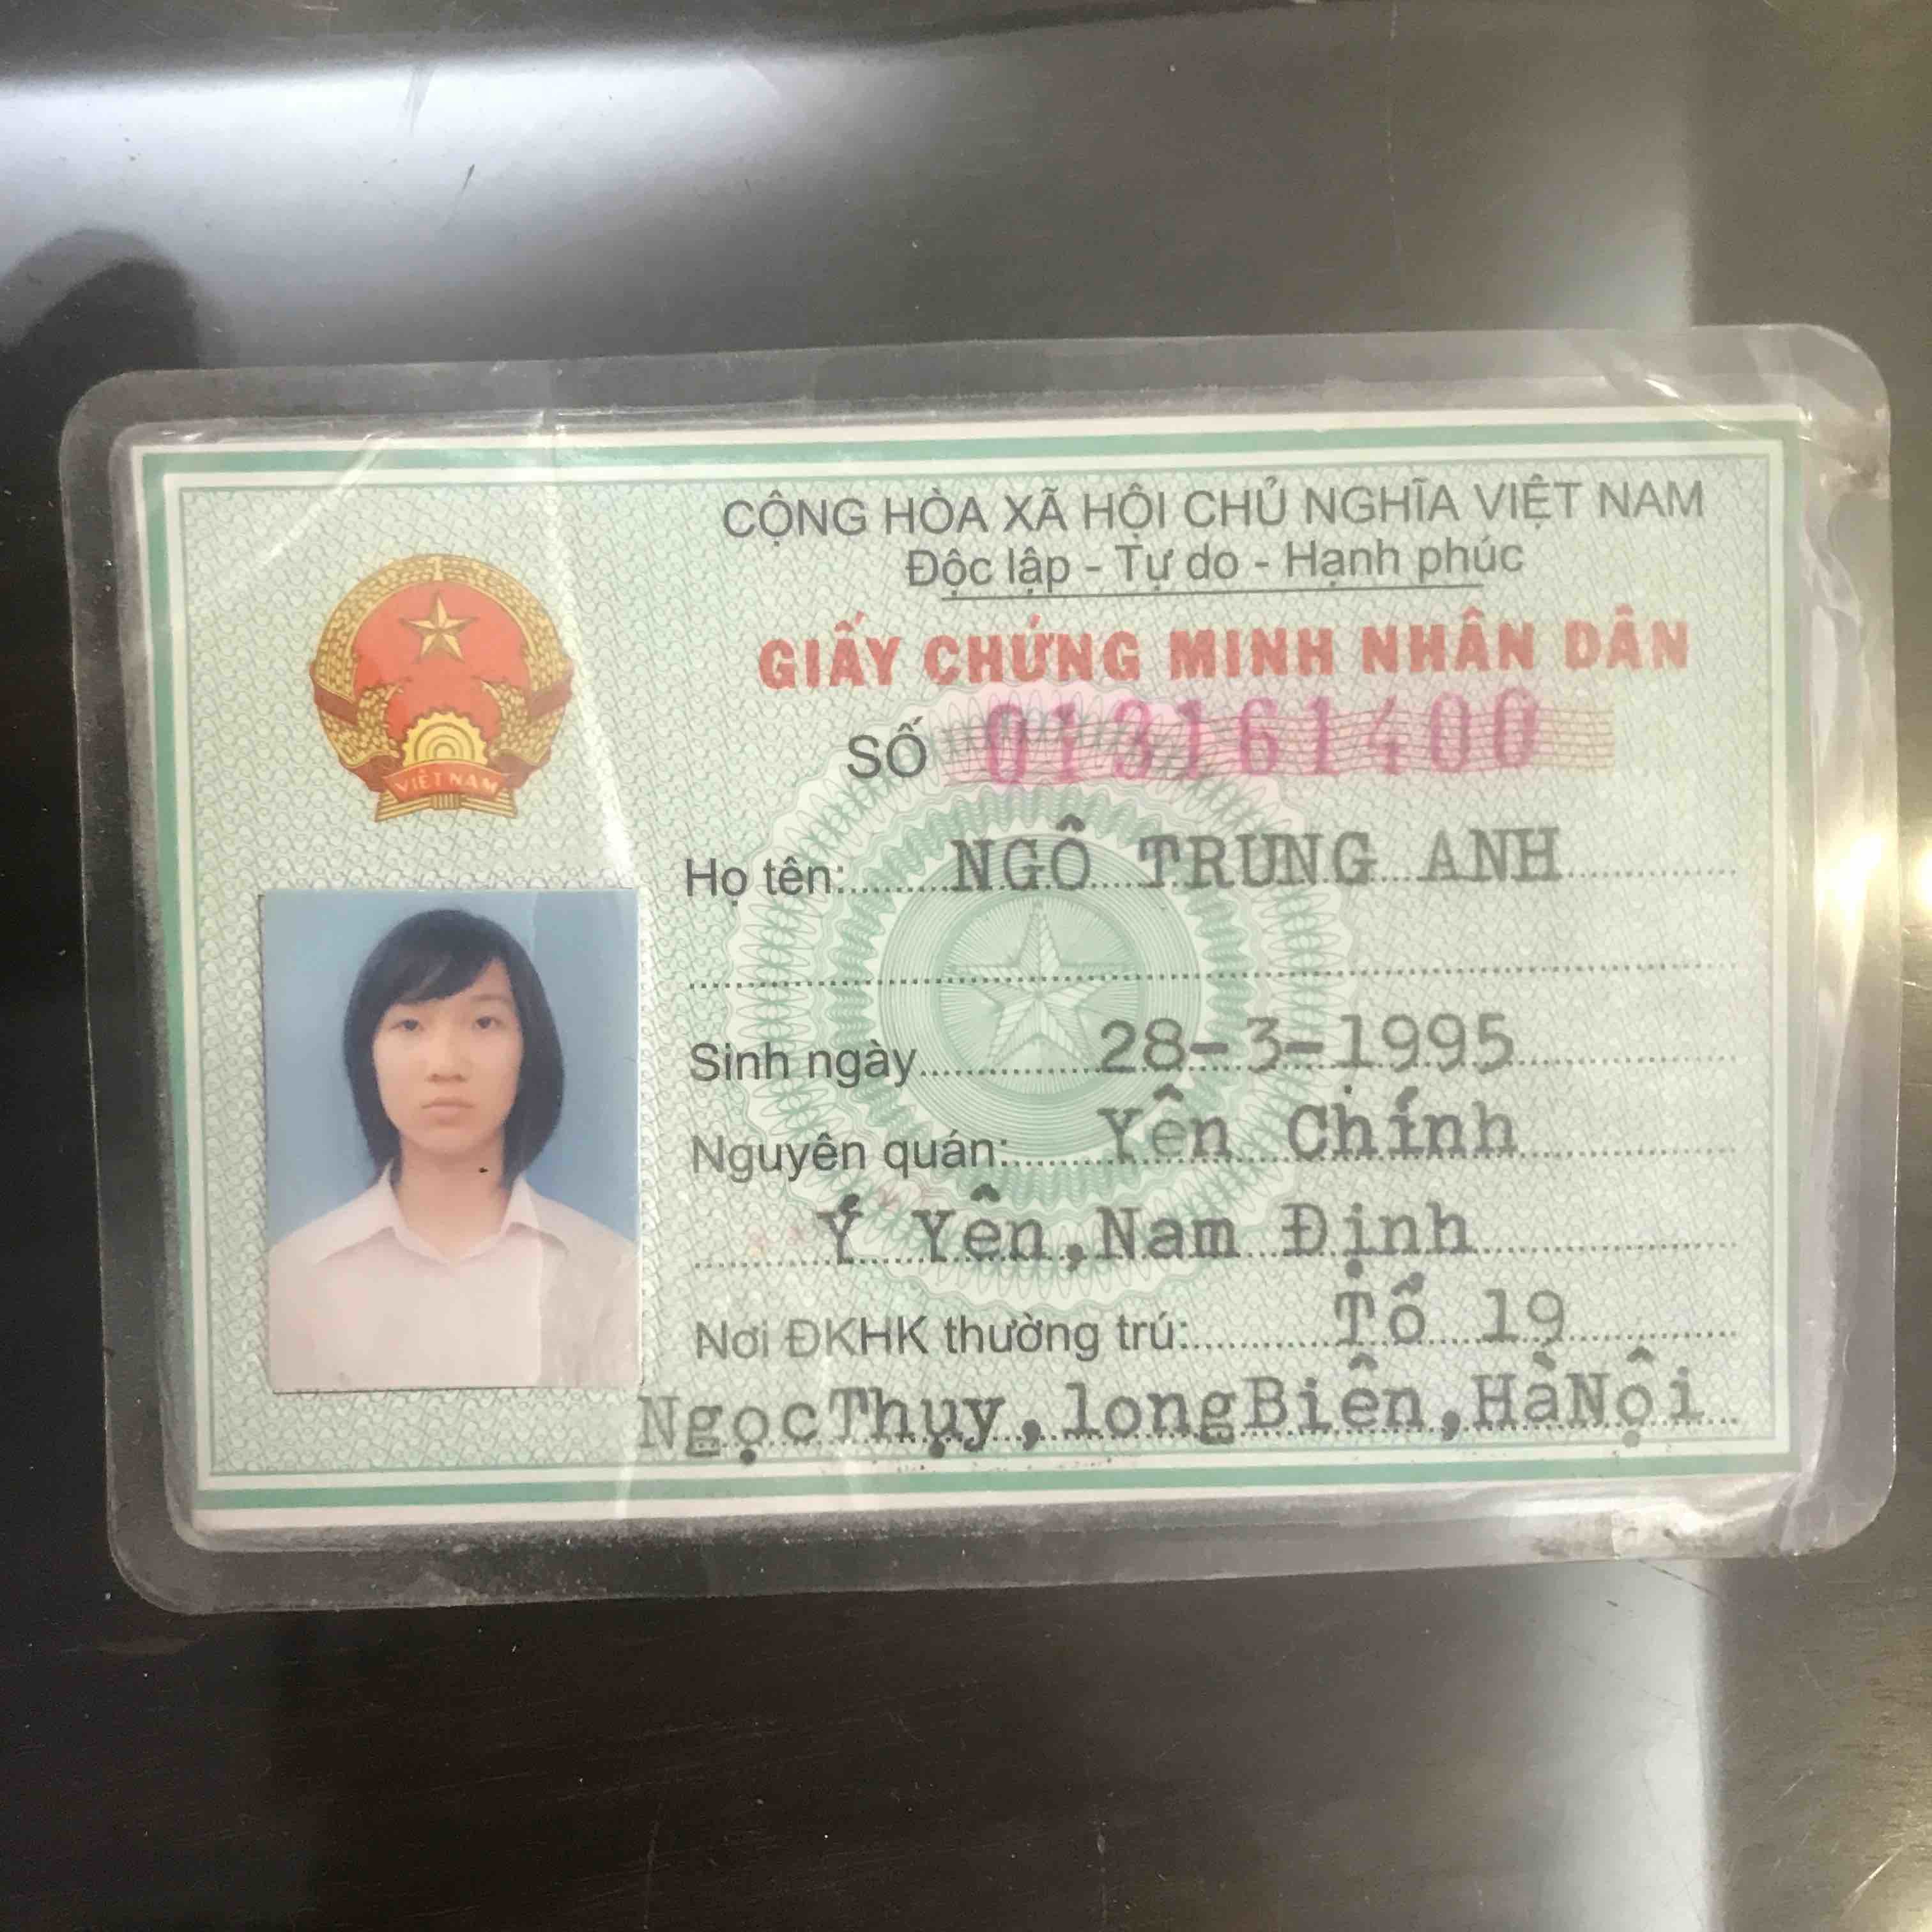 CỘNG HÒA XÃ HỘI CHỦ NGHĨA VIỆT NAM
Độc lập - Tự do - Hạnh phúc
GIẤY CHỨNG MINH NHÂN DÂN
SỐ 013161400
VIỆT NAM
Họ tên: NGÔ TRUNG ANH
Sinh ngày 28-3-1995
Nguyên quán: Yên Chính
Ý Yên,Nam Định
Nơi ĐKHK thường trú: Tổ 19
NgọcThụy,longBiên,HàNội